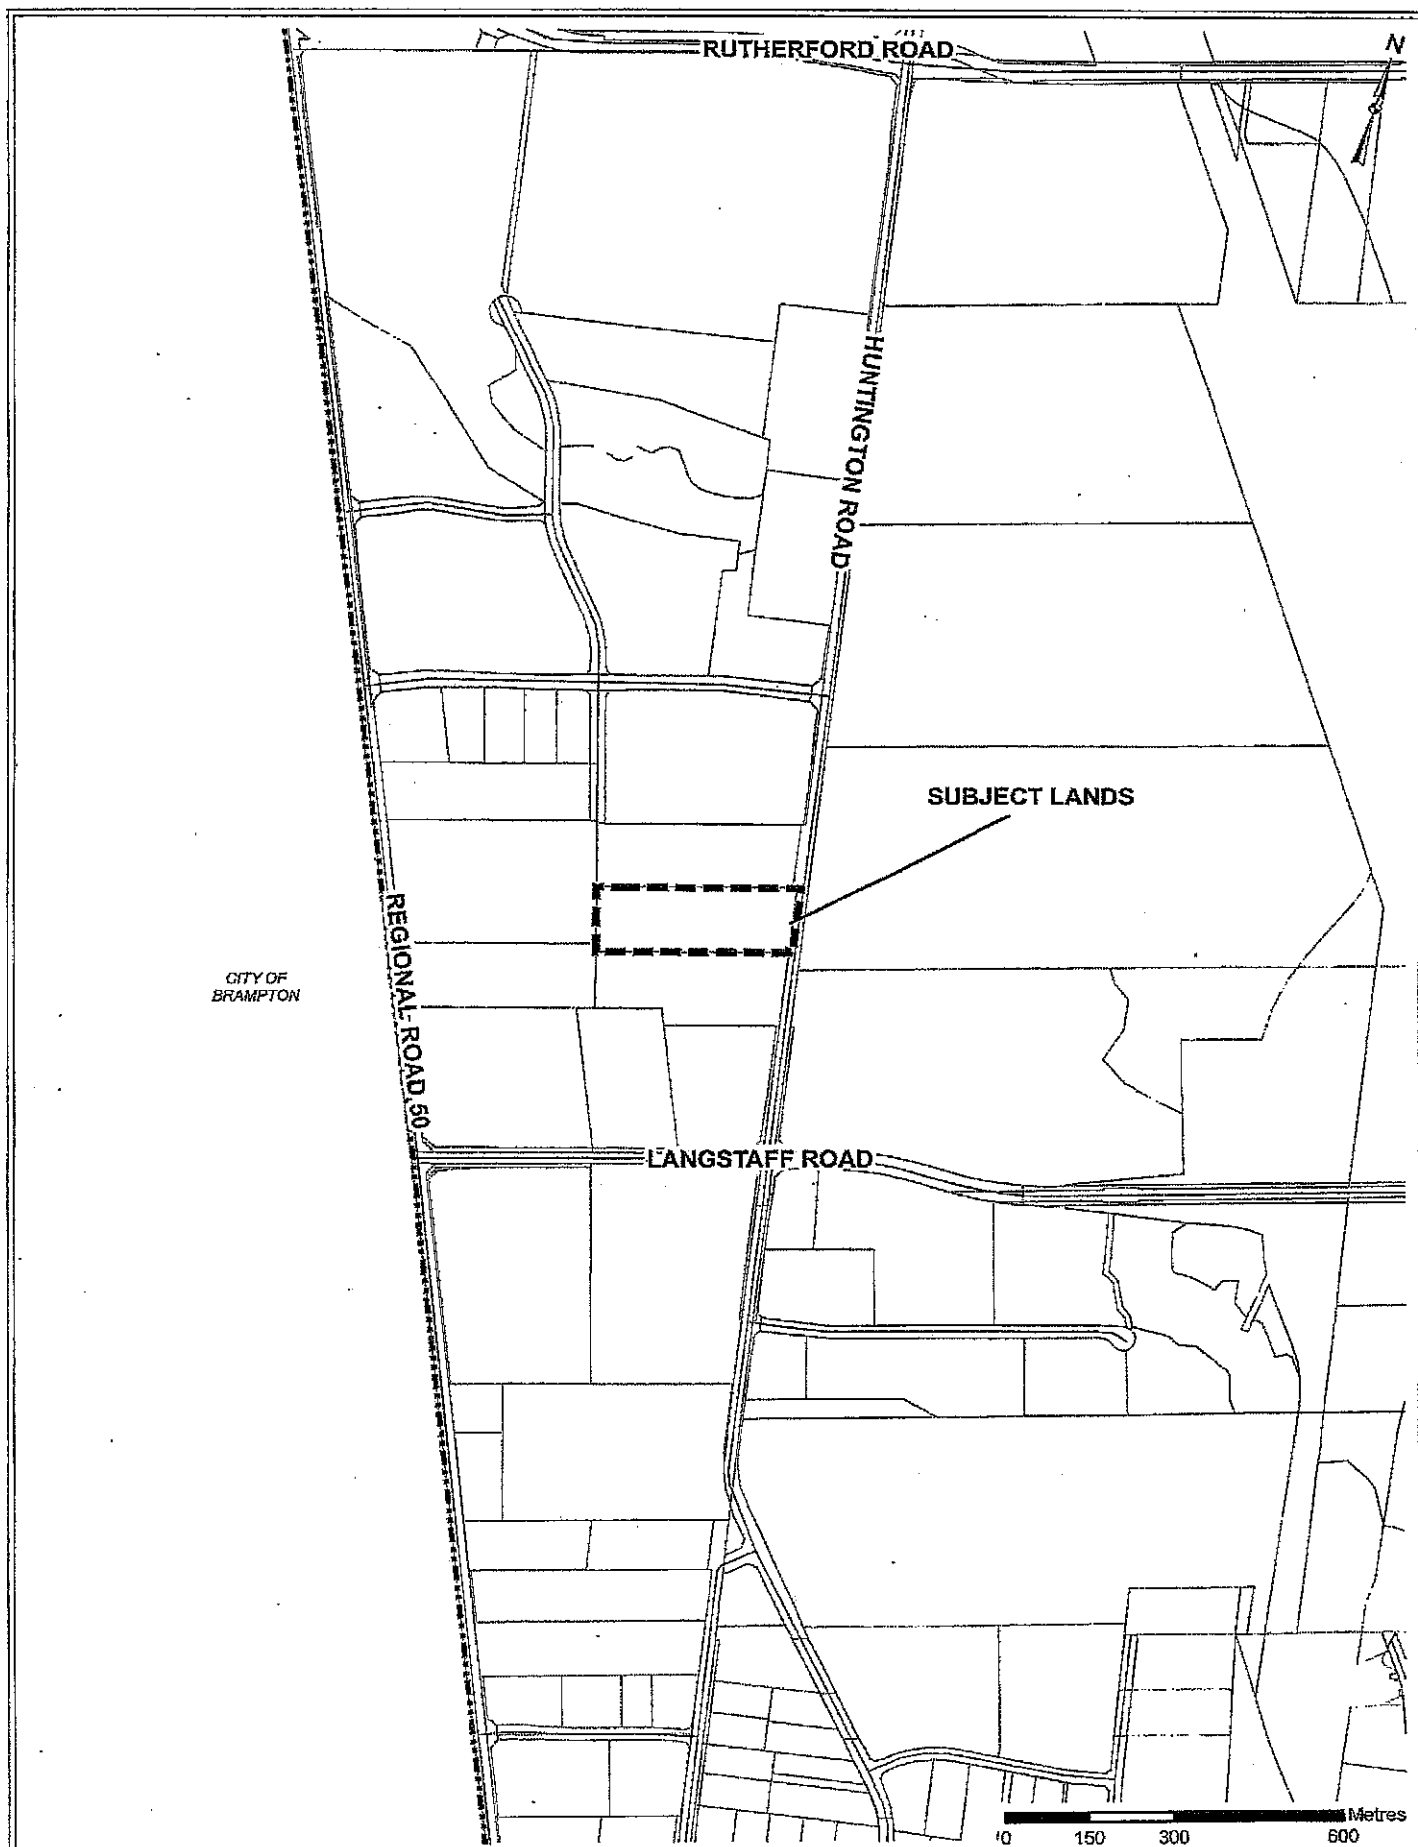 RUTHERFORD ROAD
N
HUNTINGTON ROAD
SUBJECT LANDS
REGIONAL ROAD 50
CITY OF
BRAMPTON
LANGSTAFF ROAD
Metres
0 150 300 600